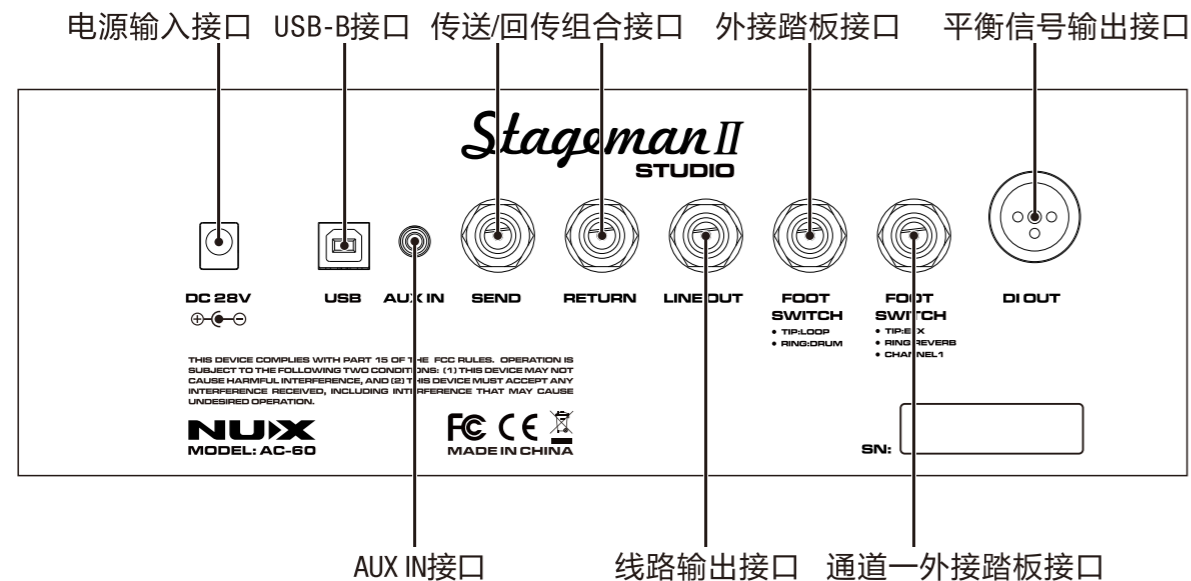 电源输入接口
USB-B接口
传送/回传组合接口
外接踏板接口
平衡信号输出接口
Stageman II
STUDIO
DC 28V
USB
AUX IN
SEND
RETURN
LINE OUT
FOOT
SWITCH
• TIP:LOOP
• RING:DRUM
FOOT
SWITCH
• TIP:EFX
• RING:REVERB
• CHANNEL1
DI OUT
THIS DEVICE COMPLIES WITH PART 15 OF THE FCC RULES. OPERATION IS
SUBJECT TO THE FOLLOWING TWO CONDITIONS: (1) THIS DEVICE MAY NOT
CAUSE HARMFUL INTERFERENCE, AND (2) THIS DEVICE MUST ACCEPT ANY
INTERFERENCE RECEIVED, INCLUDING INTERFERENCE THAT MAY CAUSE
UNDESIRED OPERATION.
NUX
MODEL: AC-60
FC CE
MADE IN CHINA
SN:
AUX IN接口
线路输出接口
通道一外接踏板接口